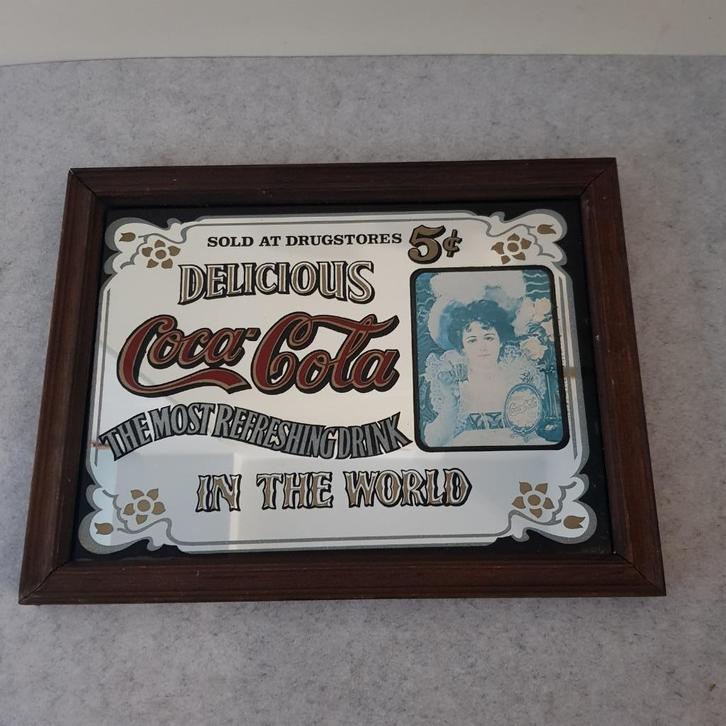 SOLD AT DRUGSTORES 5¢
DELICIOUS
Coca-Cola
THE MOST REFRESHING DRINK
IN THE WORLD